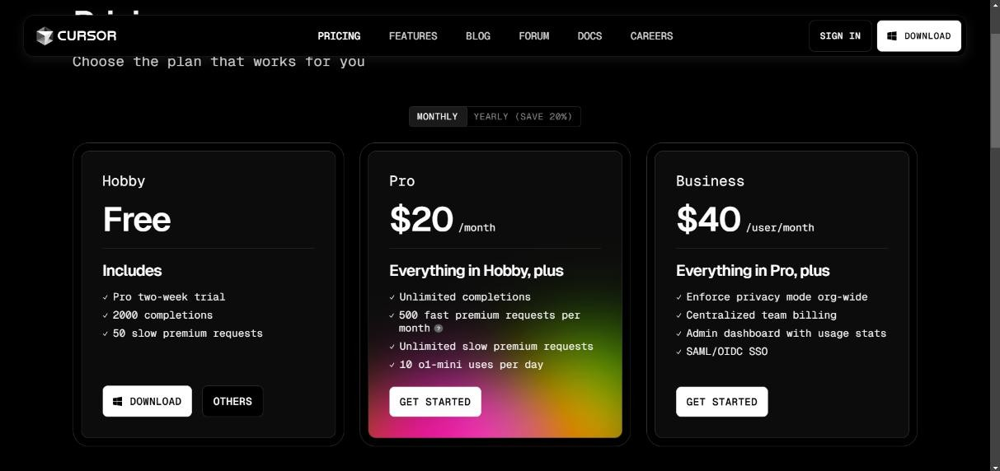 CURSOR
PRICING
FEATURES
BLOG
FORUM
DOCS
CAREERS
SIGN IN
DOWNLOAD
Choose the plan that works for you
MONTHLY
YEARLY (SAVE 20%)
Hobby
Free
Includes
✓ Pro two-week trial
✓ 2000 completions
✓ 50 slow premium requests
DOWNLOAD
OTHERS
Pro
$20 /month
Everything in Hobby, plus
✓ Unlimited completions
✓ 500 fast premium requests per
month ?
✓ Unlimited slow premium requests
✓ 10 o1-mini uses per day
GET STARTED
Business
$40 /user/month
Everything in Pro, plus
✓ Enforce privacy mode org-wide
✓ Centralized team billing
✓ Admin dashboard with usage stats
✓ SAML/OIDC SSO
GET STARTED